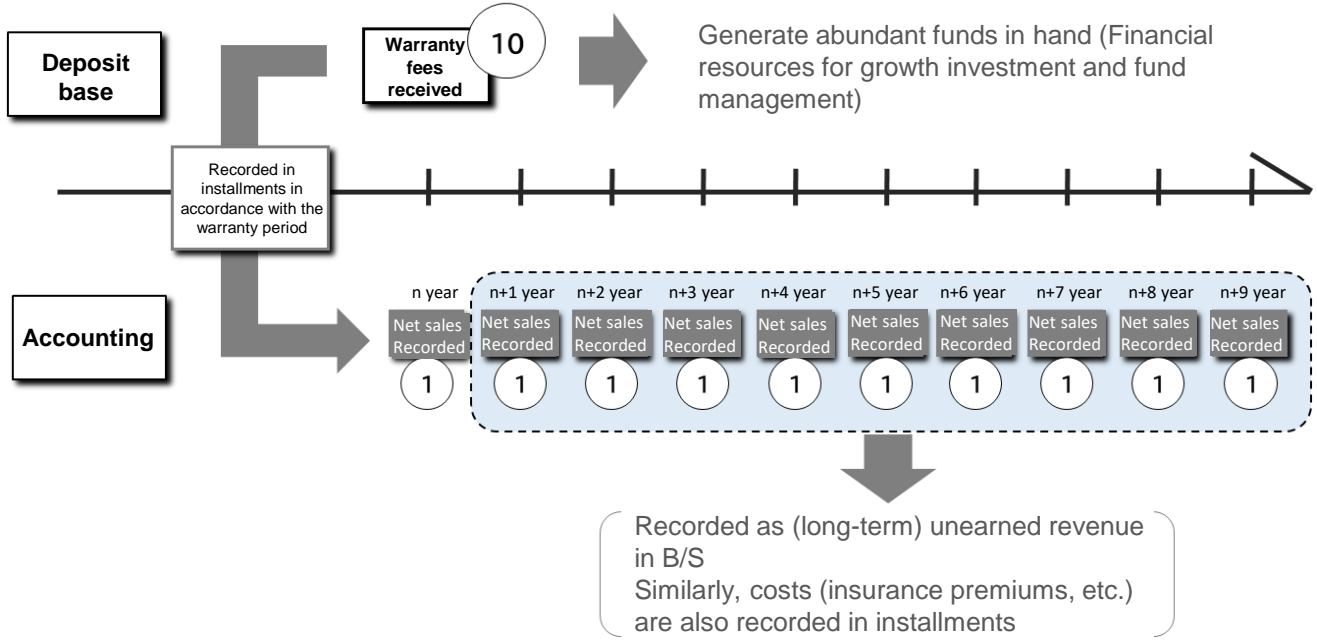 Deposit
base
Warranty
fees
received
10
Generate abundant funds in hand (Financial
resources for growth investment and fund
management)
Recorded in
installments in
accordance with the
warranty period
Accounting
n year
n+1 year
n+2 year
n+3 year
n+4 year
n+5 year
n+6 year
n+7 year
n+8 year
n+9 year
Net sales
Recorded
Net sales
Recorded
Net sales
Recorded
Net sales
Recorded
Net sales
Recorded
Net sales
Recorded
Net sales
Recorded
Net sales
Recorded
Net sales
Recorded
Net sales
Recorded
1
1
1
1
1
1
1
1
1
1
Recorded as (long-term) unearned revenue
in B/S
Similarly, costs (insurance premiums, etc.)
are also recorded in installments